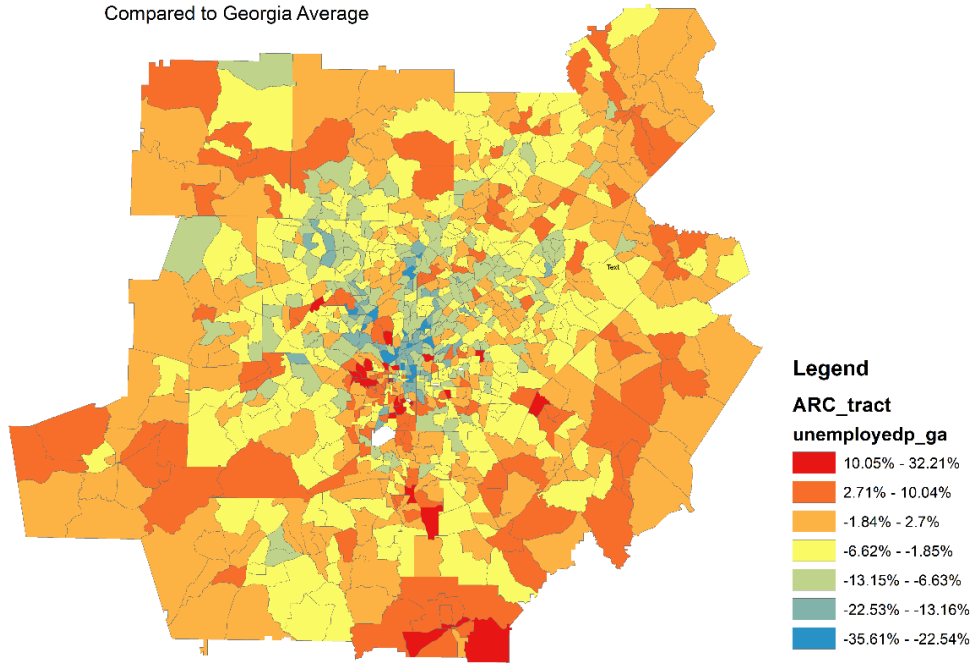 Compared to Georgia Average
Text
Legend
ARC_tract
unemployedp_ga
10.05% - 32.21%
2.71% - 10.04%
-1.84% - 2.7%
-6.62% - -1.85%
-13.15% - -6.63%
-22.53% - -13.16%
-35.61% - -22.54%